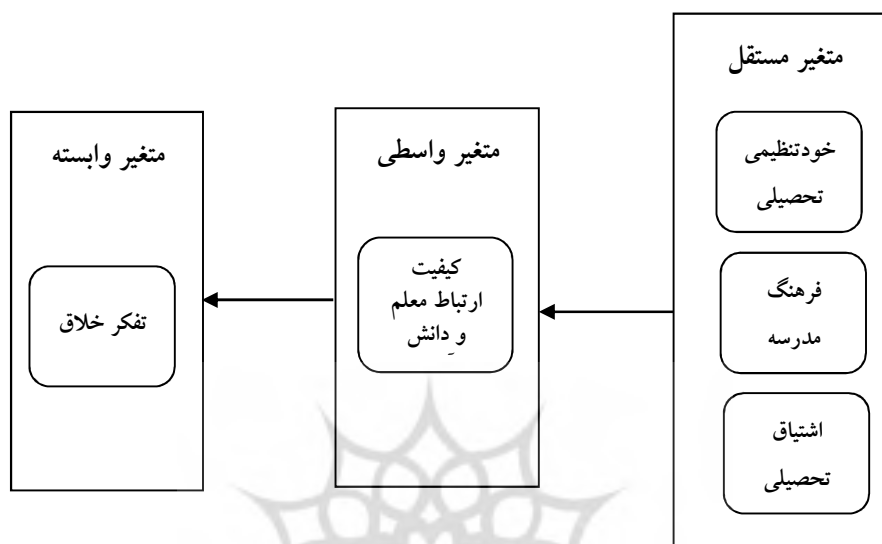 متغیر مستقل
خودتنظیمی
تحصیلی
فرهنگ
مدرسه
اشتیاق
تحصیلی
متغیر واسطی
کیفیت
ارتباط معلم
و دانش
متغیر وابسته
تفکر خلاق